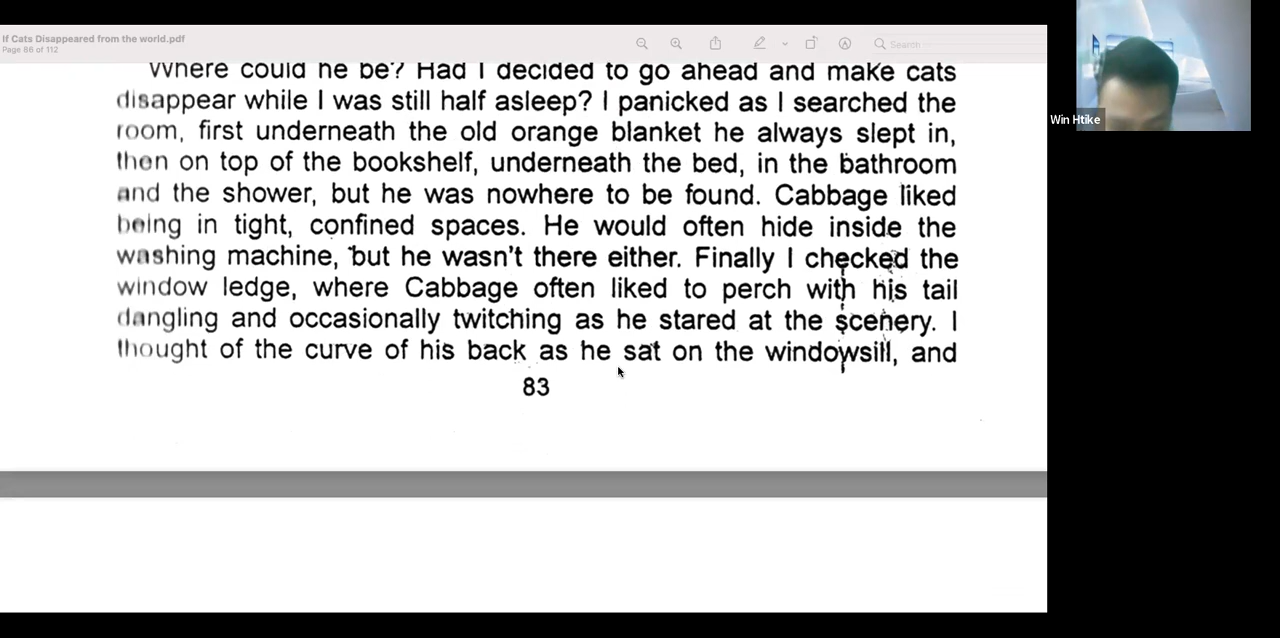 If Cats Disappeared from the world.pdf
Page 86 of 112
Search
Where could he be? Had I decided to go ahead and make cats
disappear while I was still half asleep? I panicked as I searched the
room, first underneath the old orange blanket he always slept in,
then on top of the bookshelf, underneath the bed, in the bathroom
and the shower, but he was nowhere to be found. Cabbage liked
being in tight, confined spaces. He would often hide inside the
washing machine, but he wasn't there either. Finally I checked the
window ledge, where Cabbage often liked to perch with his tail
dangling and occasionally twitching as he stared at the scenery. I
thought of the curve of his back as he sat on the windowsill, and
83
Win Htike